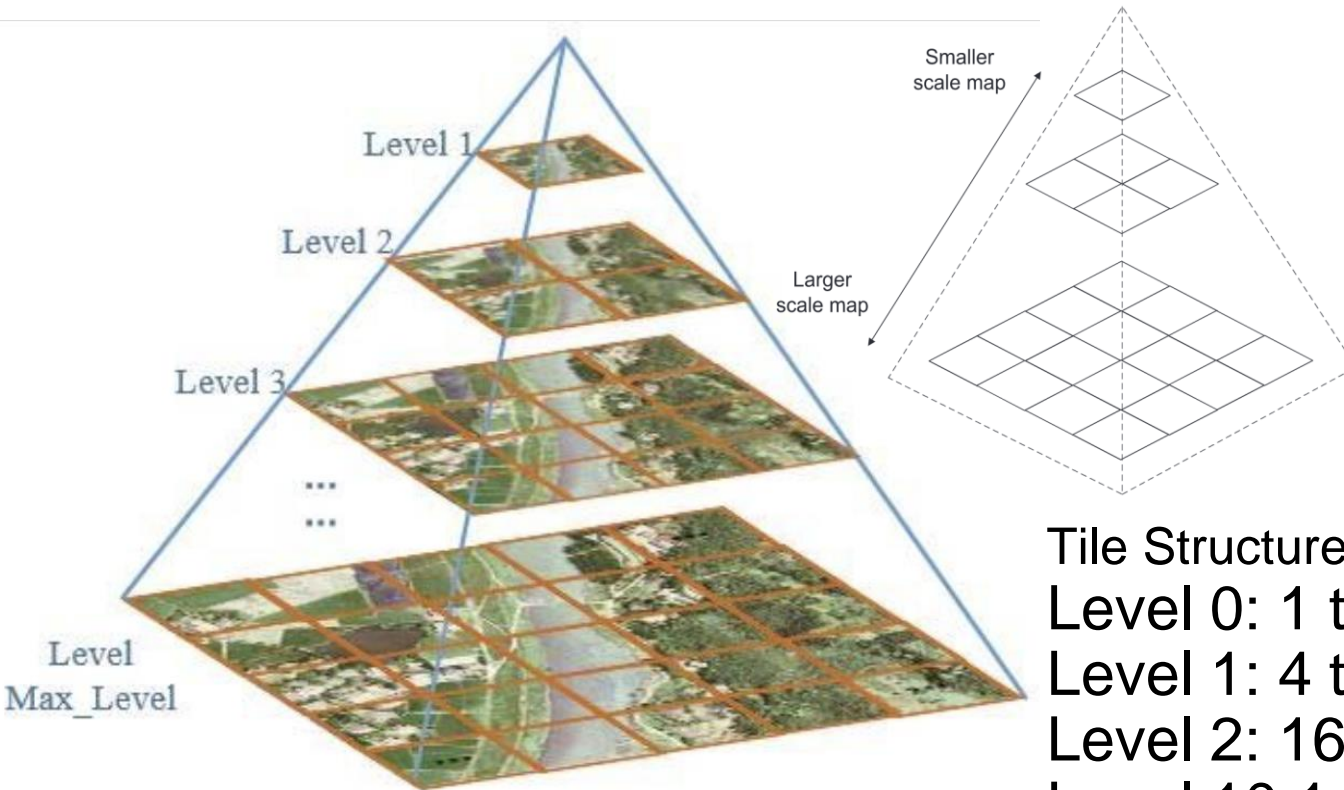 Level 1
Level 2
Level 3
...
...
Level
Max_Level
...
Smaller
scale map
Larger
scale map
Tile Structure
Level 0: 1 t
Level 1: 4 t
Level 2: 16